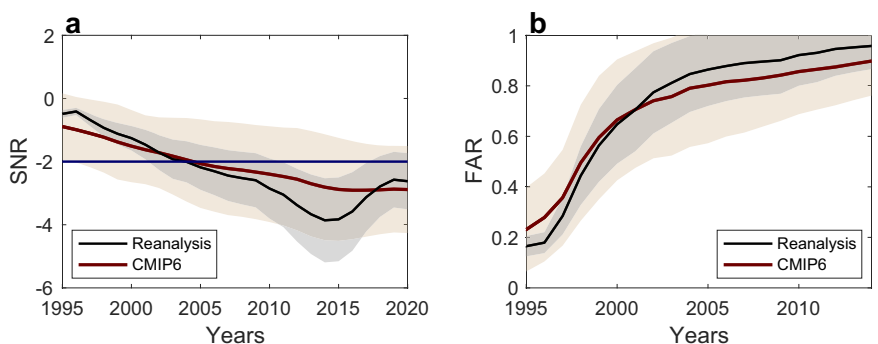 a
2
0
-2
-4
-6
SNR
Reanalysis
CMIP6
1995 2000 2005 2010 2015 2020
Years
b
1
0.8
0.6
0.4
0.2
0
FAR
Reanalysis
CMIP6
1995 2000 2005 2010
Years